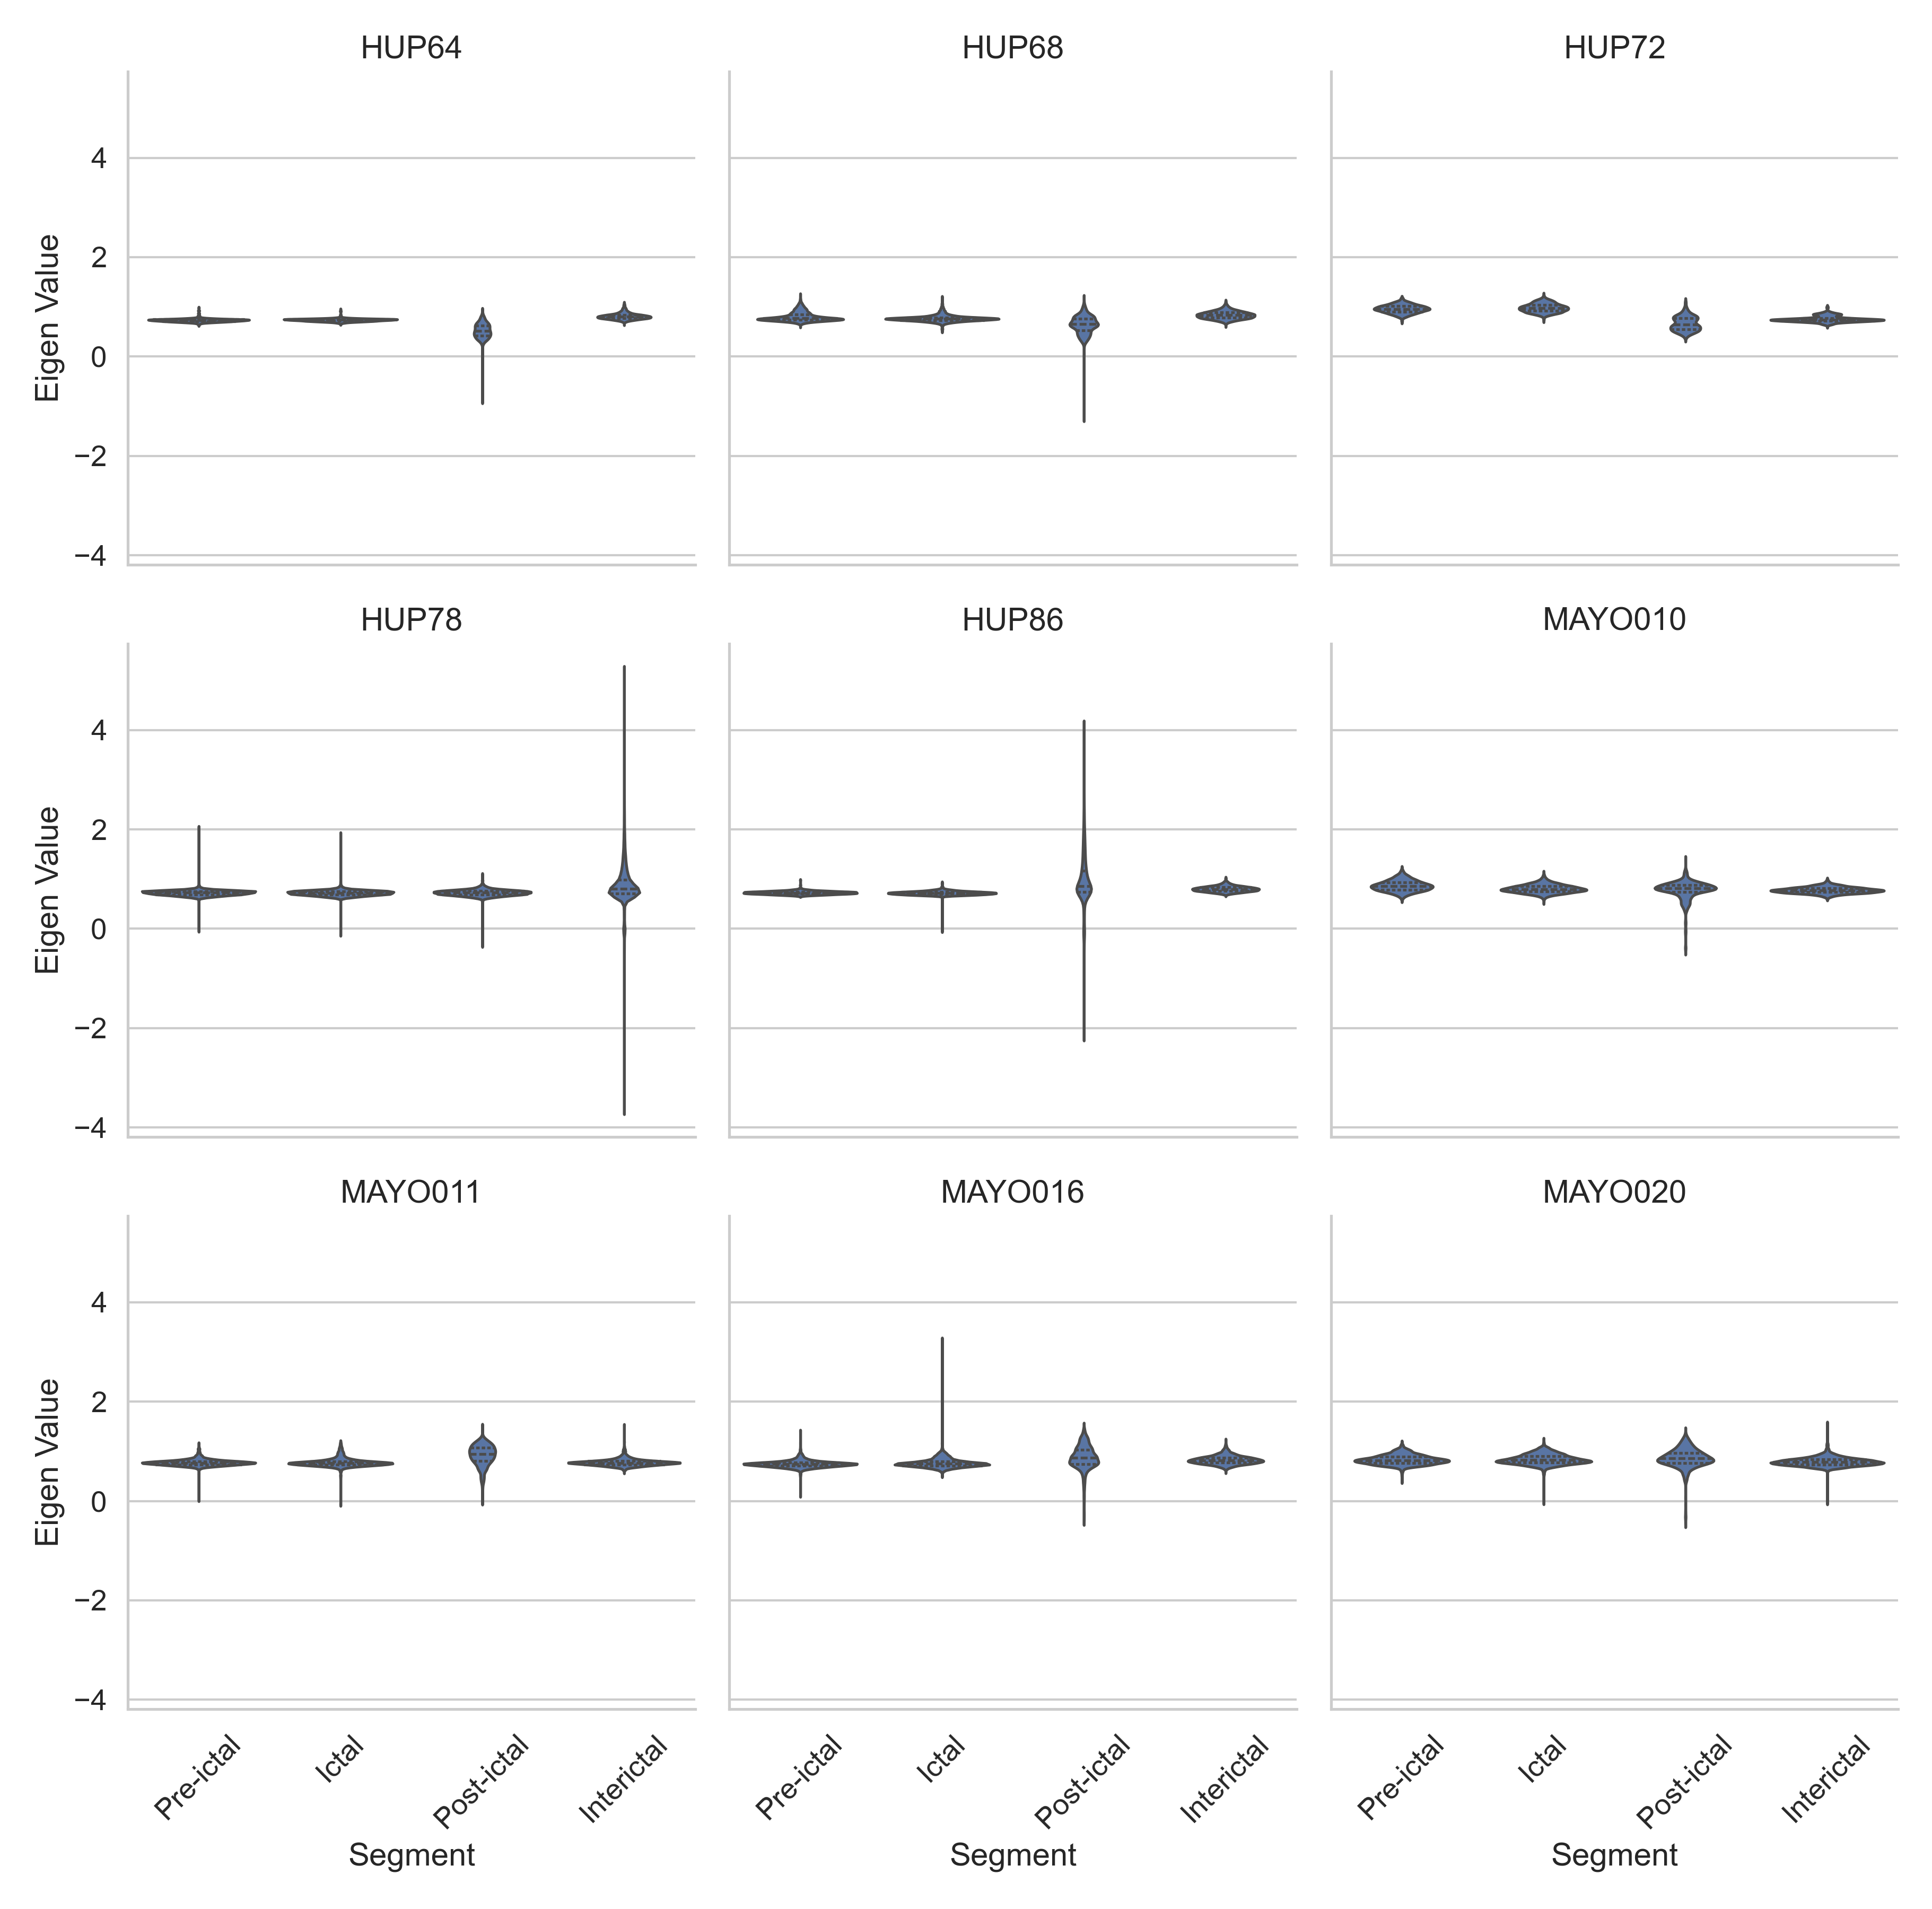 HUP64 HUP68 HUP72
4
2
0
−2
−4
Eigen Value
HUP78 HUP86 MAYO010
4
2
0
−2
−4
Eigen Value
MAYO011 MAYO016 MAYO020
4
2
0
−2
−4
Eigen Value
Pre-ictal Ictal Post-ictal Interictal Pre-ictal Ictal Post-ictal Interictal Pre-ictal Ictal Post-ictal Interictal
Segment Segment Segment